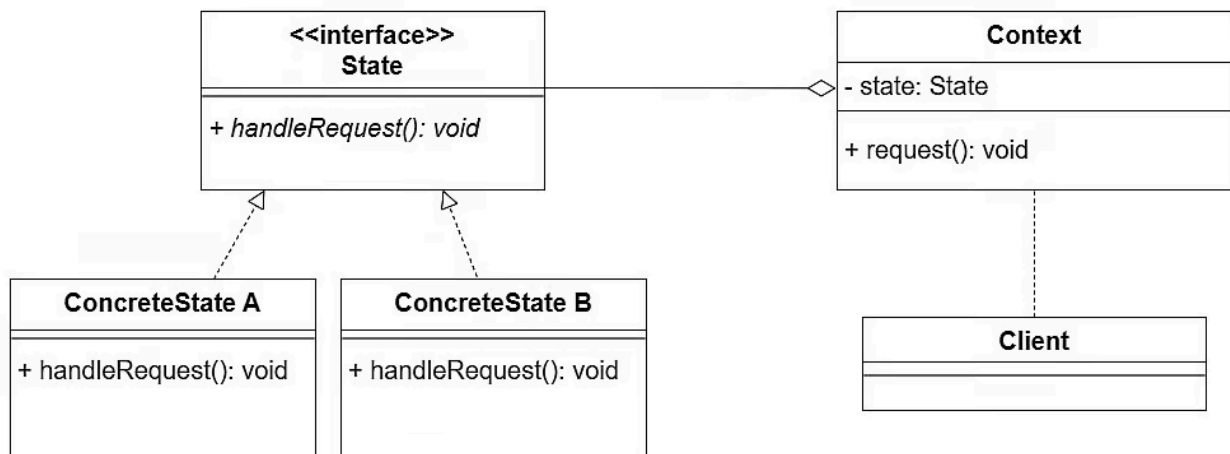 <<interface>>
State
+ handleRequest(): void
Context
- state: State
+ request(): void
ConcreteState A
+ handleRequest(): void
ConcreteState B
+ handleRequest(): void
Client